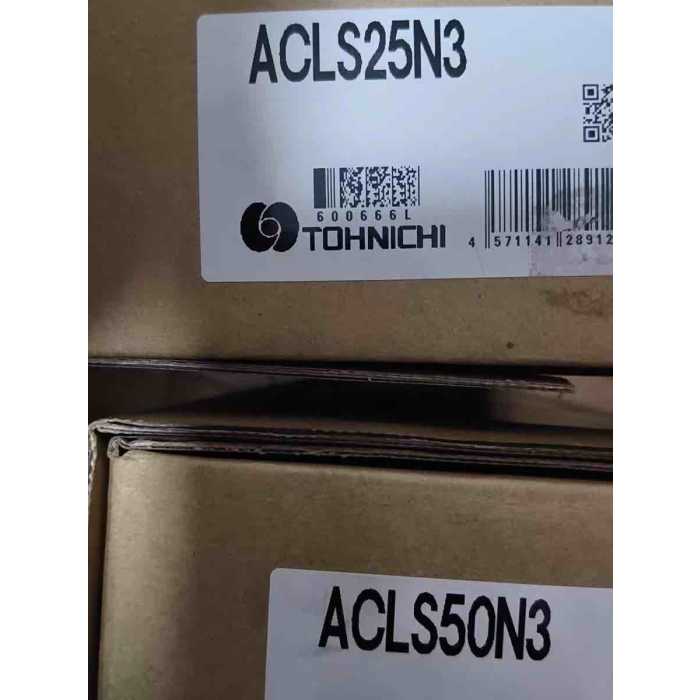 ACLS25N3
600666L
TOHNICHI
4 571141 28912
ACLS50N3